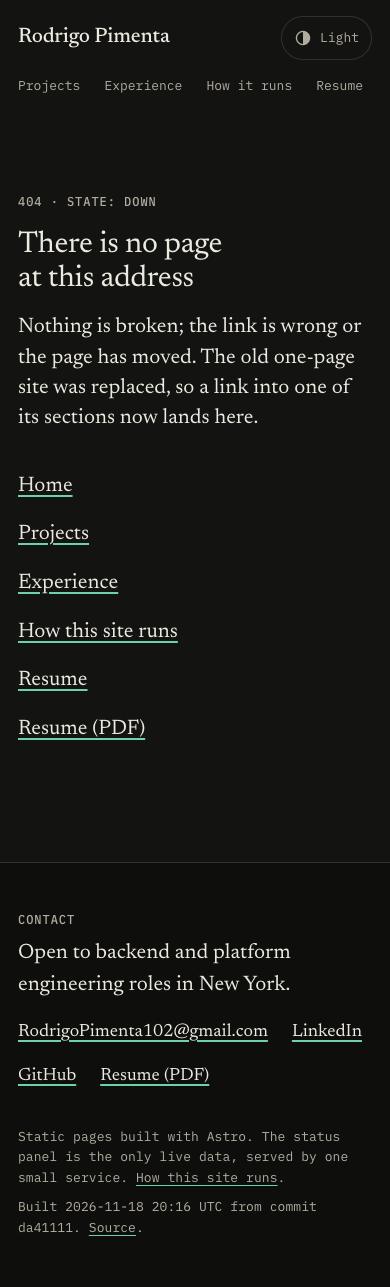 Rodrigo Pimenta
Light
Projects Experience How it runs Resume
404 · STATE: DOWN
There is no page
at this address
Nothing is broken; the link is wrong or
the page has moved. The old one-page
site was replaced, so a link into one of
its sections now lands here.
Home
Projects
Experience
How this site runs
Resume
Resume (PDF)
CONTACT
Open to backend and platform
engineering roles in New York.
RodrigoPimenta102@gmail.com LinkedIn
GitHub Resume (PDF)
Static pages built with Astro. The status
panel is the only live data, served by one
small service. How this site runs.
Built 2026-11-18 20:16 UTC from commit
da41111. Source.